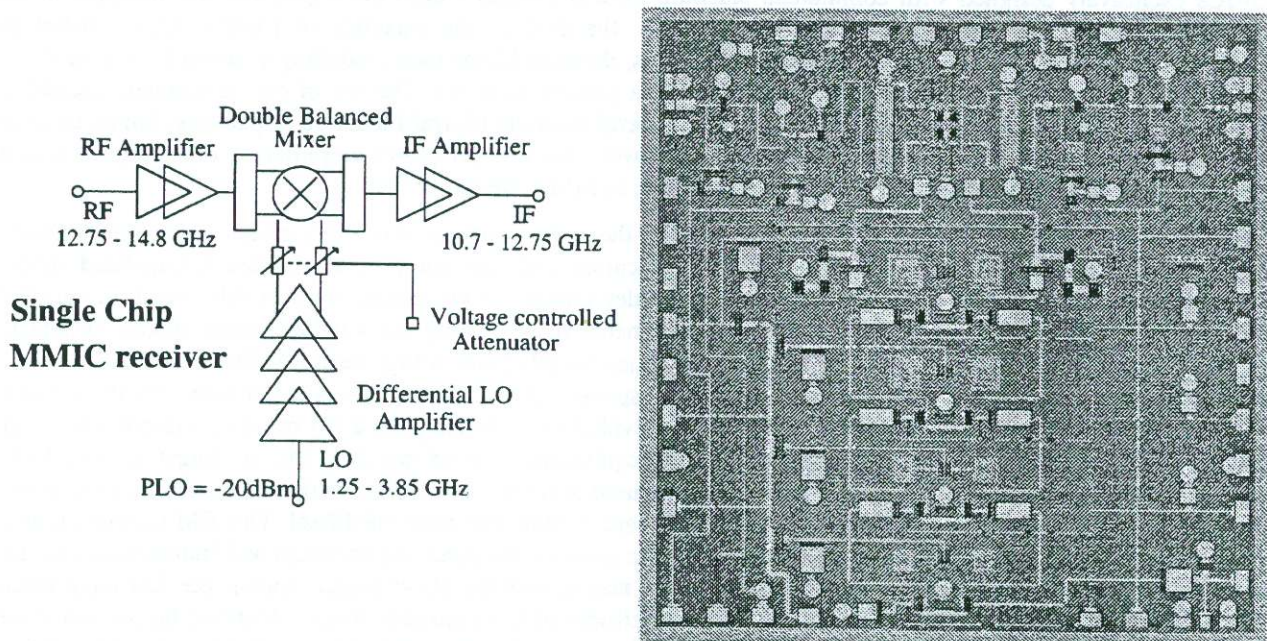 Double Balanced
Mixer
RF Amplifier
IF Amplifier
RF
IF
12.75 - 14.8 GHz
10.7 - 12.75 GHz
Single Chip
MMIC receiver
Voltage controlled
Attenuator
Differential LO
Amplifier
LO
PLO = -20dBm
1.25 - 3.85 GHz